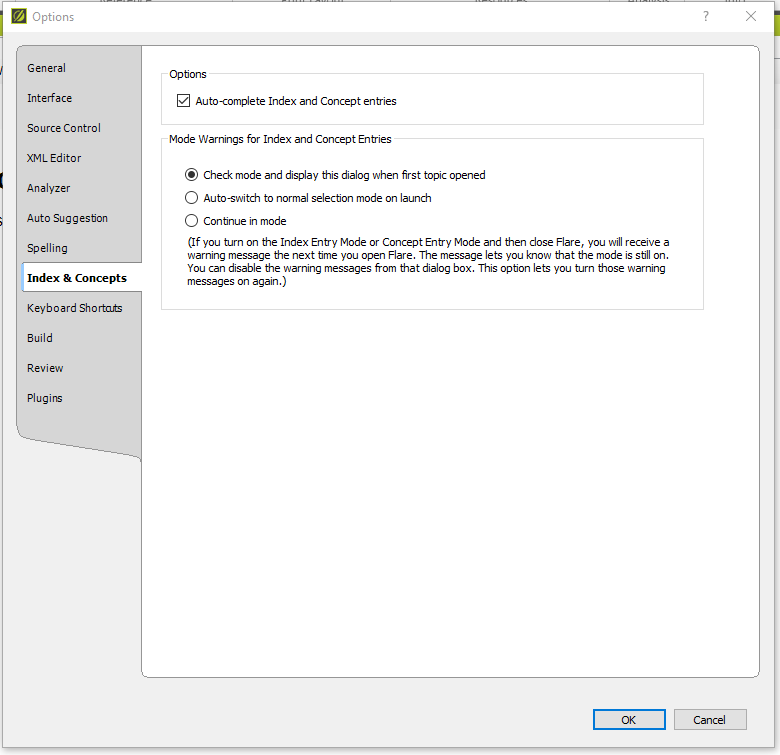 Options
?
General
Interface
Source Control
XML Editor
Analyzer
Auto Suggestion
Spelling
Index & Concepts
Keyboard Shortcuts
Build
Review
Plugins
Options
Auto-complete Index and Concept entries
Mode Warnings for Index and Concept Entries
Check mode and display this dialog when first topic opened
Auto-switch to normal selection mode on launch
Continue in mode
(If you turn on the Index Entry Mode or Concept Entry Mode and then close Flare, you will receive a
warning message the next time you open Flare. The message lets you know that the mode is still on.
You can disable the warning messages from that dialog box. This option lets you turn those warning
messages on again.)
OK
Cancel